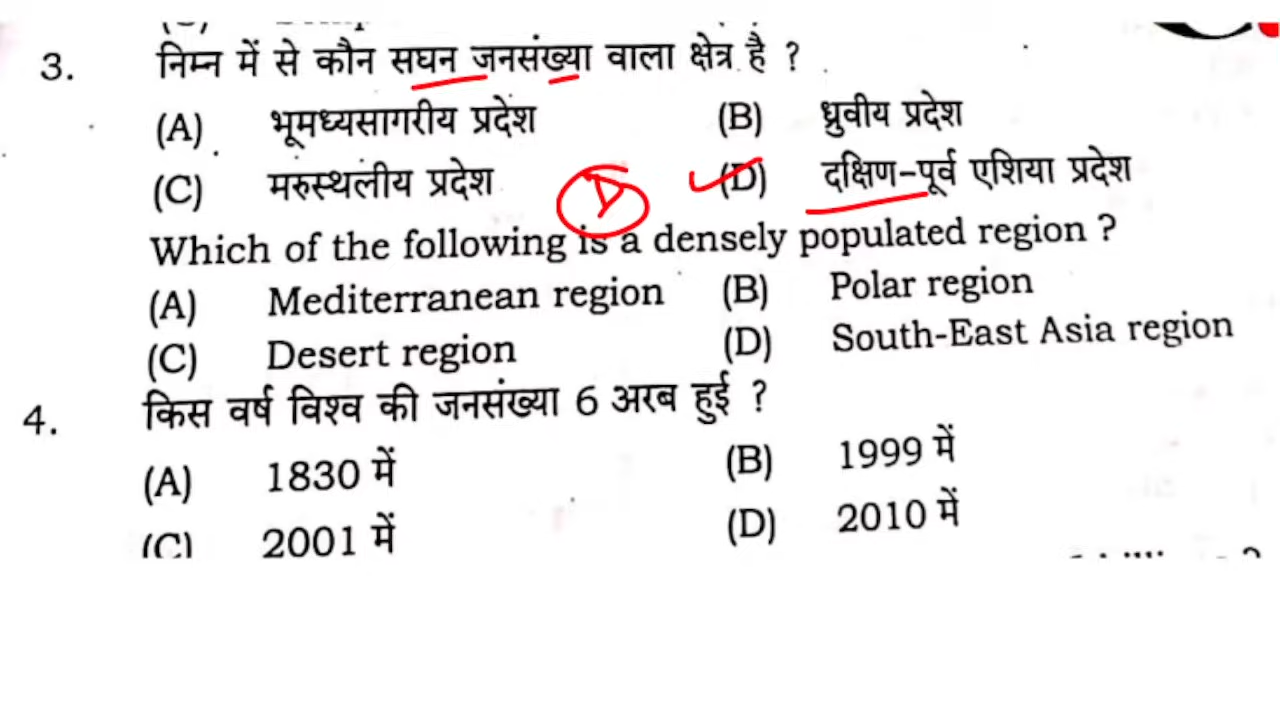 3. निम्न में से कौन सघन जनसंख्या वाला क्षेत्र है ?
(A) भूमध्यसागरीय प्रदेश (B) ध्रुवीय प्रदेश
(C) मरुस्थलीय प्रदेश (D) दक्षिण-पूर्व एशिया प्रदेश
D
Which of the following is a densely populated region ?
(A) Mediterranean region (B) Polar region
(C) Desert region (D) South-East Asia region
4. किस वर्ष विश्व की जनसंख्या 6 अरब हुई ?
(A) 1830 में (B) 1999 में
(C) 2001 में (D) 2010 में